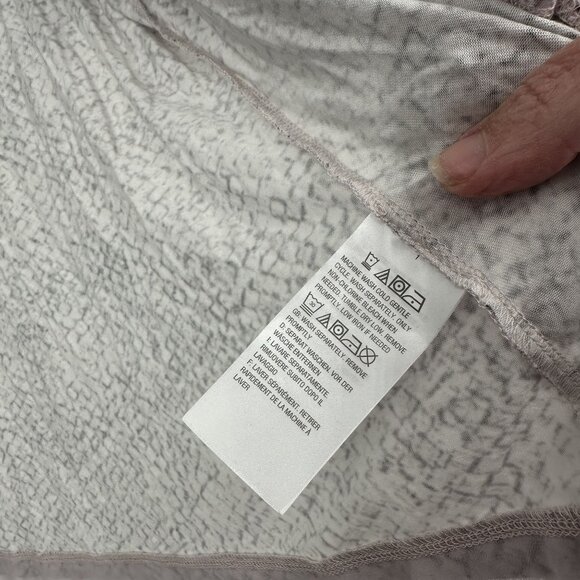 MACHINE WASH COLD GENTLE
CYCLE. WASH SEPARATELY. ONLY
NON-CHLORINE BLEACH WHEN
NEEDED. TUMBLE DRY LOW. REMOVE
PROMPTLY. LOW IRON IF NEEDED
30
GB: WASH SEPARATELY. REMOVE
PROMPTLY
D: SEPARAT WASCHEN. VOR DER
WÄSCHE ENTFERNEN
I: LAVARE SEPARATAMENTE.
RIMUOVERE SUBITO DOPO IL
LAVAGGIO
F: LAVER SÉPARÉMENT. RETIRER
RAPIDEMENT DE LA MACHINE A
LAVER